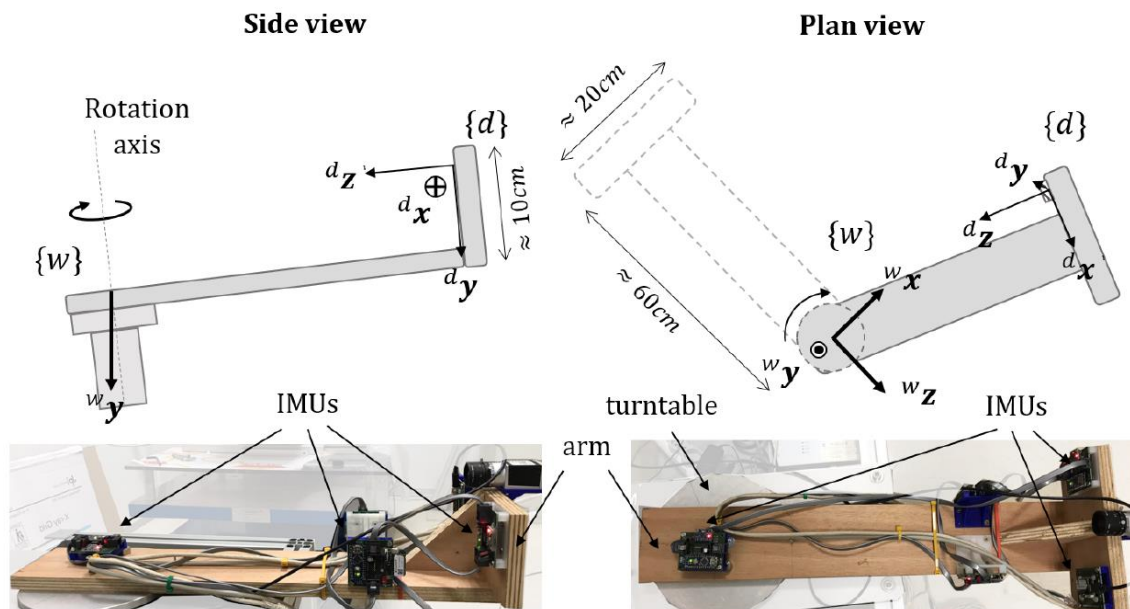 Side view
Plan view
Rotation
axis
{w}
{d}
ᵈz
ᵈx
ᵈy
≈ 10cm
ʷy
≈ 20cm
{d}
ᵈy
ᵈz
ᵈx
{w}
ʷx
≈ 60cm
ʷy
ʷz
IMUs
turntable
IMUs
arm